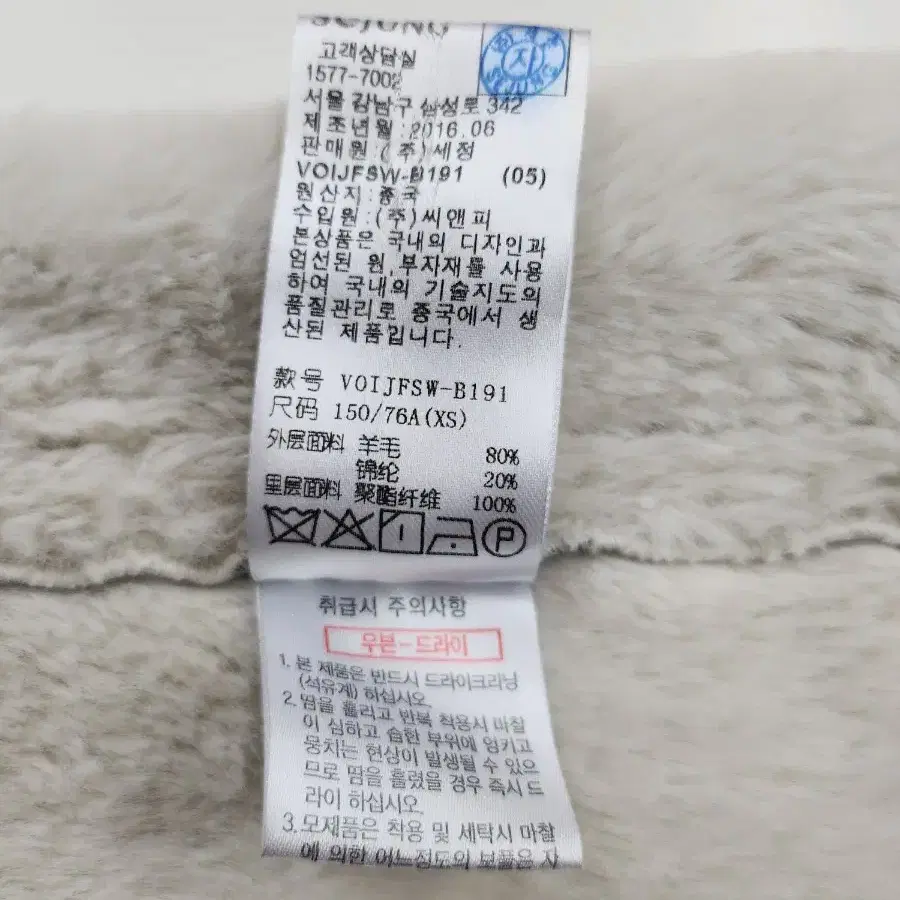 SEJUNG
고객상담실
1577-7002
서울 강남구 삼성로 342
제조년월:2016.06
판매원:(주)세정
VOIJFSW-B191 (05)
원산지:중국
수입원:(주)씨앤피
본상품은 국내의 디자인과
엄선된 원,부자재를 사용
하여 국내의 기술지도의
품질관리로 중국에서 생
산된 제품입니다.
款号 VOIJFSW-B191
尺码 150/76A(XS)
外层面料 羊毛 80%
锦纶 20%
里层面料 聚酯纤维 100%
P
취급시 주의사항
우븐-드라이
1. 본 제품은 반드시 드라이크리닝
(석유계) 하십시오.
2. 땀을 흘리고 반복 착용시 마찰
이 심하고 습한 부위에 엉키고
뭉치는 현상이 발생될 수 있으
므로 땀을 흘렸을 경우 즉시 드
라이 하십시오.
3. 모제품은 착용 및 세탁시 마찰
에 의한 어느정도의 보풀은